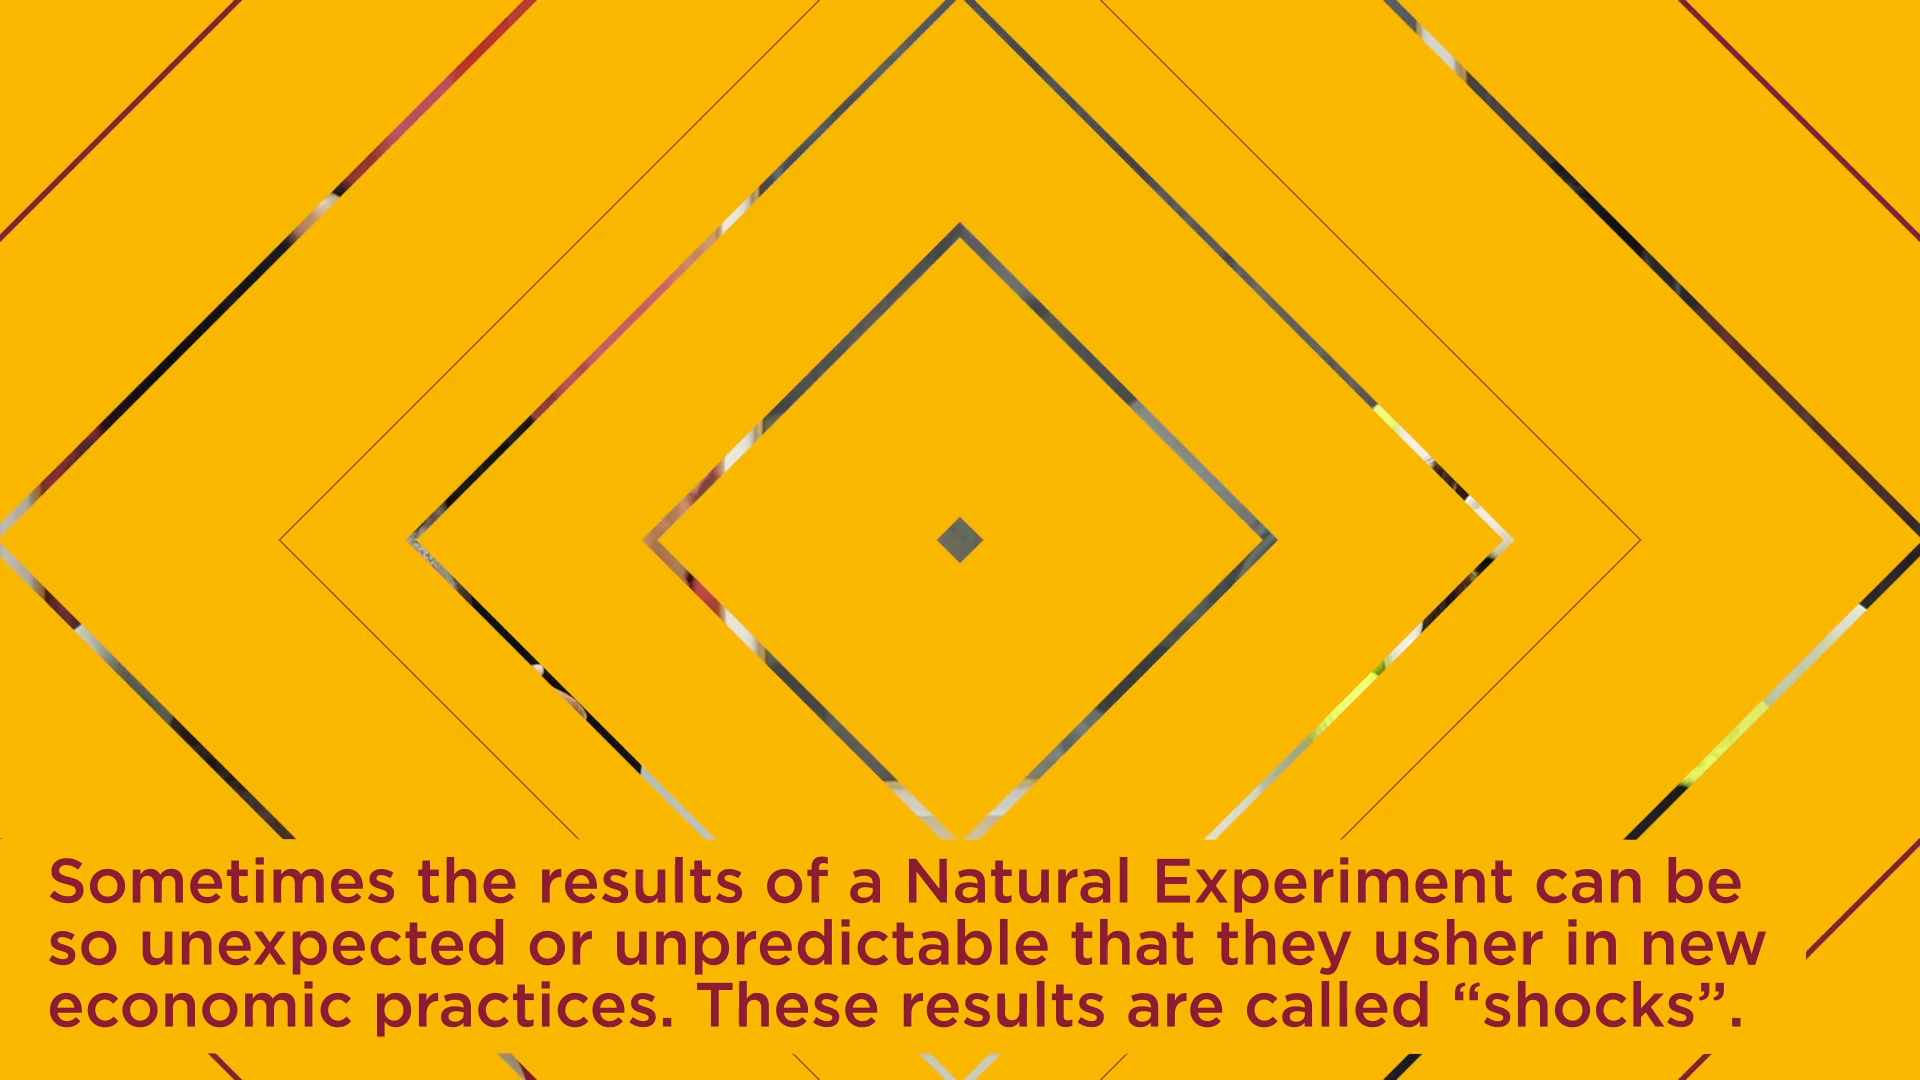 Sometimes the results of a Natural Experiment can be
so unexpected or unpredictable that they usher in new
economic practices. These results are called “shocks”.